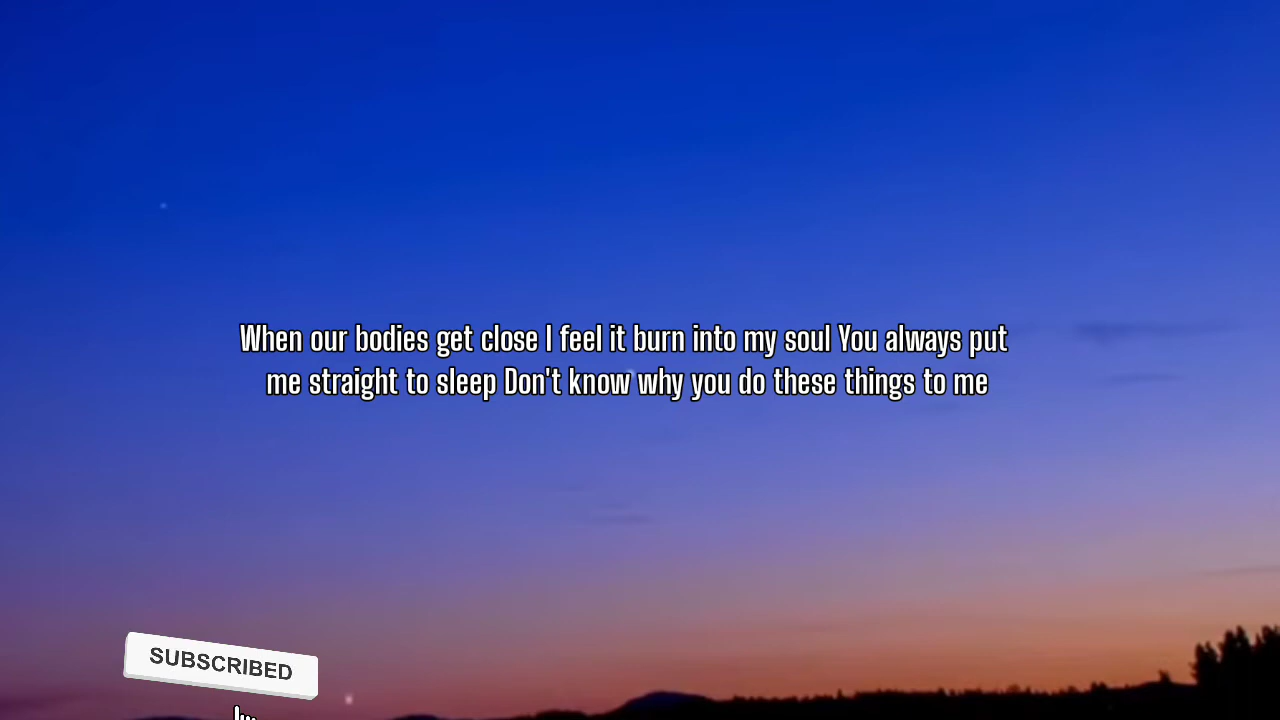 When our bodies get close I feel it burn into my soul You always put
me straight to sleep Don't know why you do these things to me
SUBSCRIBED